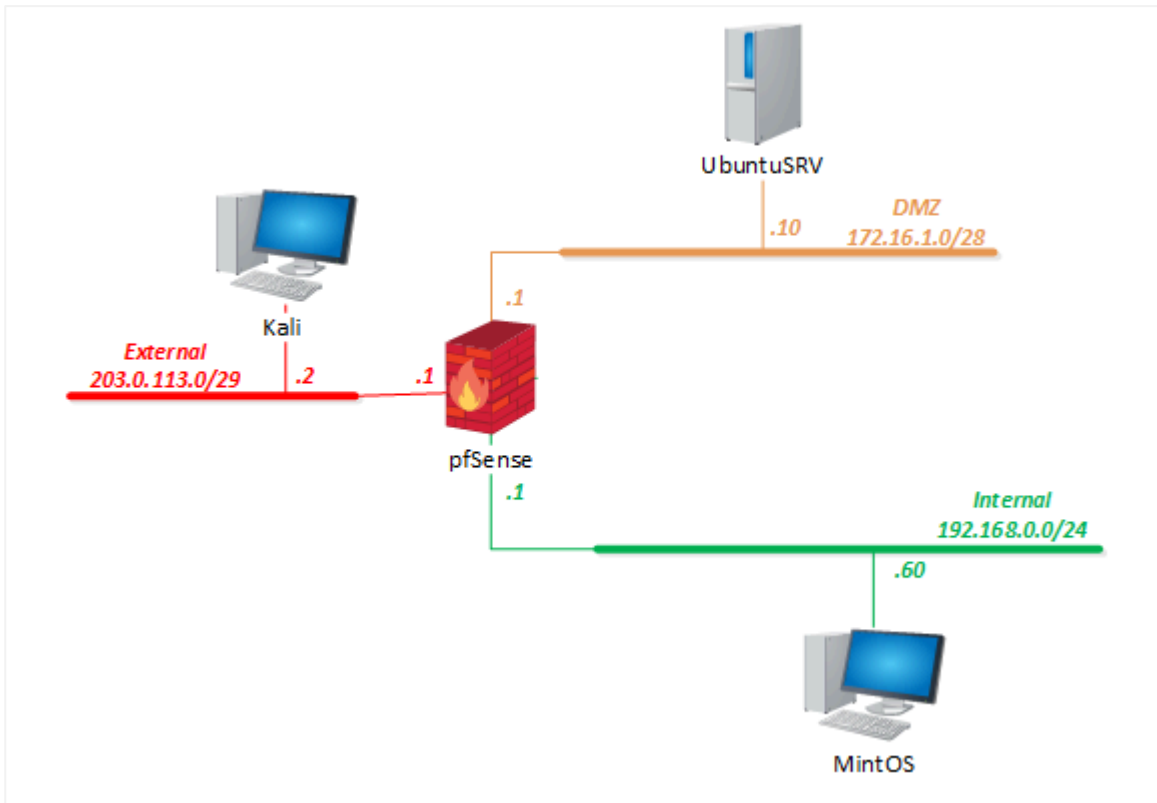 UbuntuSRV
DMZ
.10
172.16.1.0/28
.1
Kali
External
203.0.113.0/29
.2
.1
pfSense
.1
Internal
192.168.0.0/24
.60
MintOS